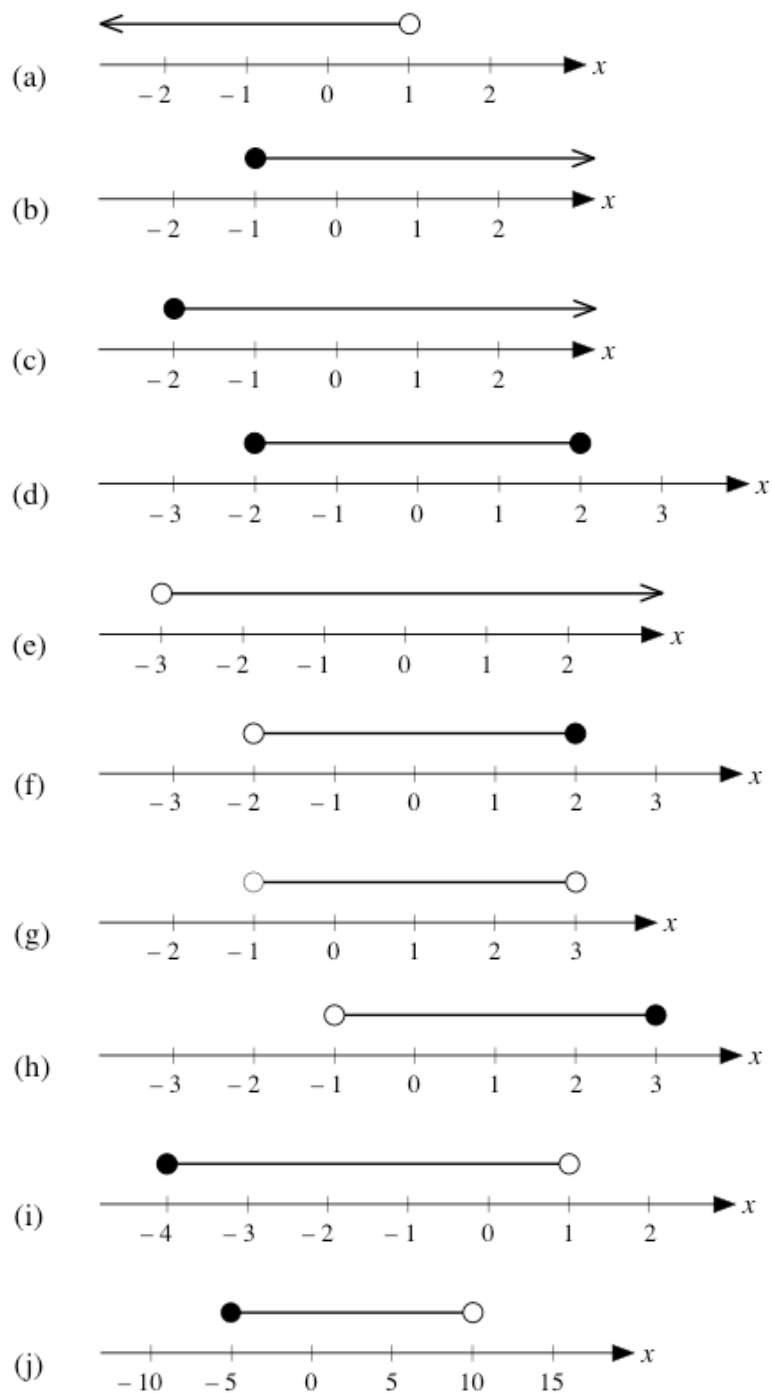 (a) x
– 2 – 1 0 1 2
(b) x
– 2 – 1 0 1 2
(c) x
– 2 – 1 0 1 2
(d) x
– 3 – 2 – 1 0 1 2 3
(e) x
– 3 – 2 – 1 0 1 2
(f) x
– 3 – 2 – 1 0 1 2 3
(g) x
– 2 – 1 0 1 2 3
(h) x
– 3 – 2 – 1 0 1 2 3
(i) x
– 4 – 3 – 2 – 1 0 1 2
(j) x
– 10 – 5 0 5 10 15